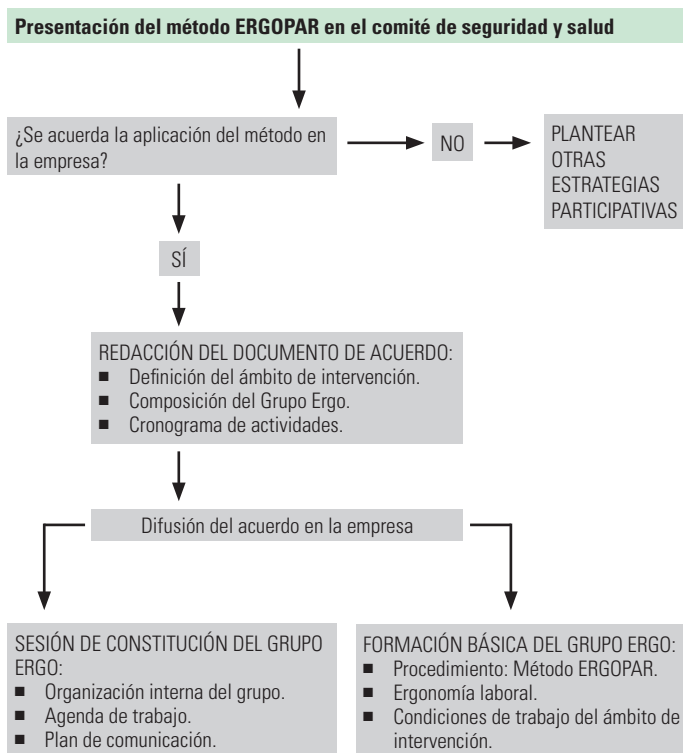 Presentación del método ERGOPAR en el comité de seguridad y salud
¿Se acuerda la aplicación del método en
la empresa?
NO
PLANTEAR
OTRAS
ESTRATEGIAS
PARTICIPATIVAS
SÍ
REDACCIÓN DEL DOCUMENTO DE ACUERDO:
■ Definición del ámbito de intervención.
■ Composición del Grupo Ergo.
■ Cronograma de actividades.
Difusión del acuerdo en la empresa
SESIÓN DE CONSTITUCIÓN DEL GRUPO
ERGO:
■ Organización interna del grupo.
■ Agenda de trabajo.
■ Plan de comunicación.
FORMACIÓN BÁSICA DEL GRUPO ERGO:
■ Procedimiento: Método ERGOPAR.
■ Ergonomía laboral.
■ Condiciones de trabajo del ámbito de
intervención.